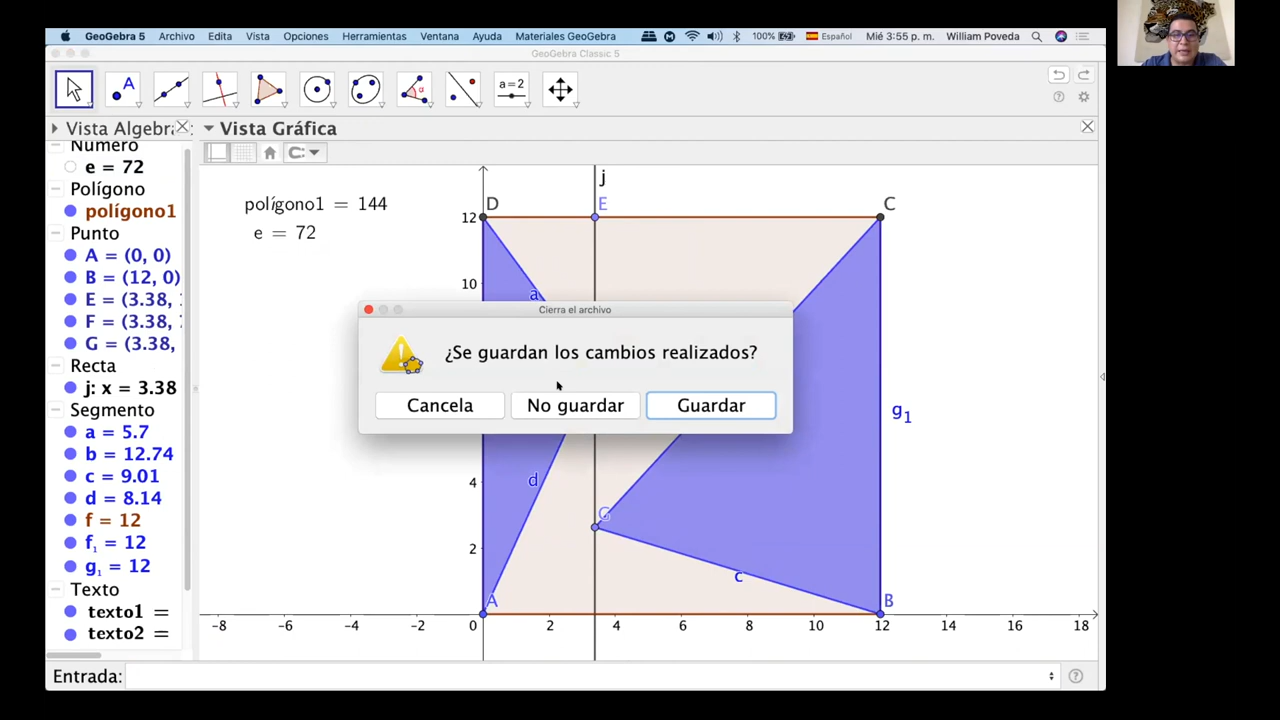 GeoGebra 5 Archivo Edita Vista Opciones Herramientas Ventana Ayuda Materiales GeoGebra 100% Español Mié 3:55 p. m. William Poveda
GeoGebra Classic 5
A α a=2
Vista Algebra Vista Gráfica
Número
e = 72
Polígono
polígono1
Punto
A = (0, 0)
B = (12, 0)
E = (3.38,
F = (3.38,
G = (3.38,
Recta
j: x = 3.38
Segmento
a = 5.7
b = 12.74
c = 9.01
d = 8.14
f = 12
f₁ = 12
g₁ = 12
Texto
texto1 =
texto2 =
polígono1 = 144
e = 72
j
D E C
12
10
a
Cierra el archivo
¿Se guardan los cambios realizados?
Cancela No guardar Guardar
g₁
4 d
G
2
c
A B
-8 -6 -4 -2 0 2 4 6 8 10 12 14 16 18
Entrada: